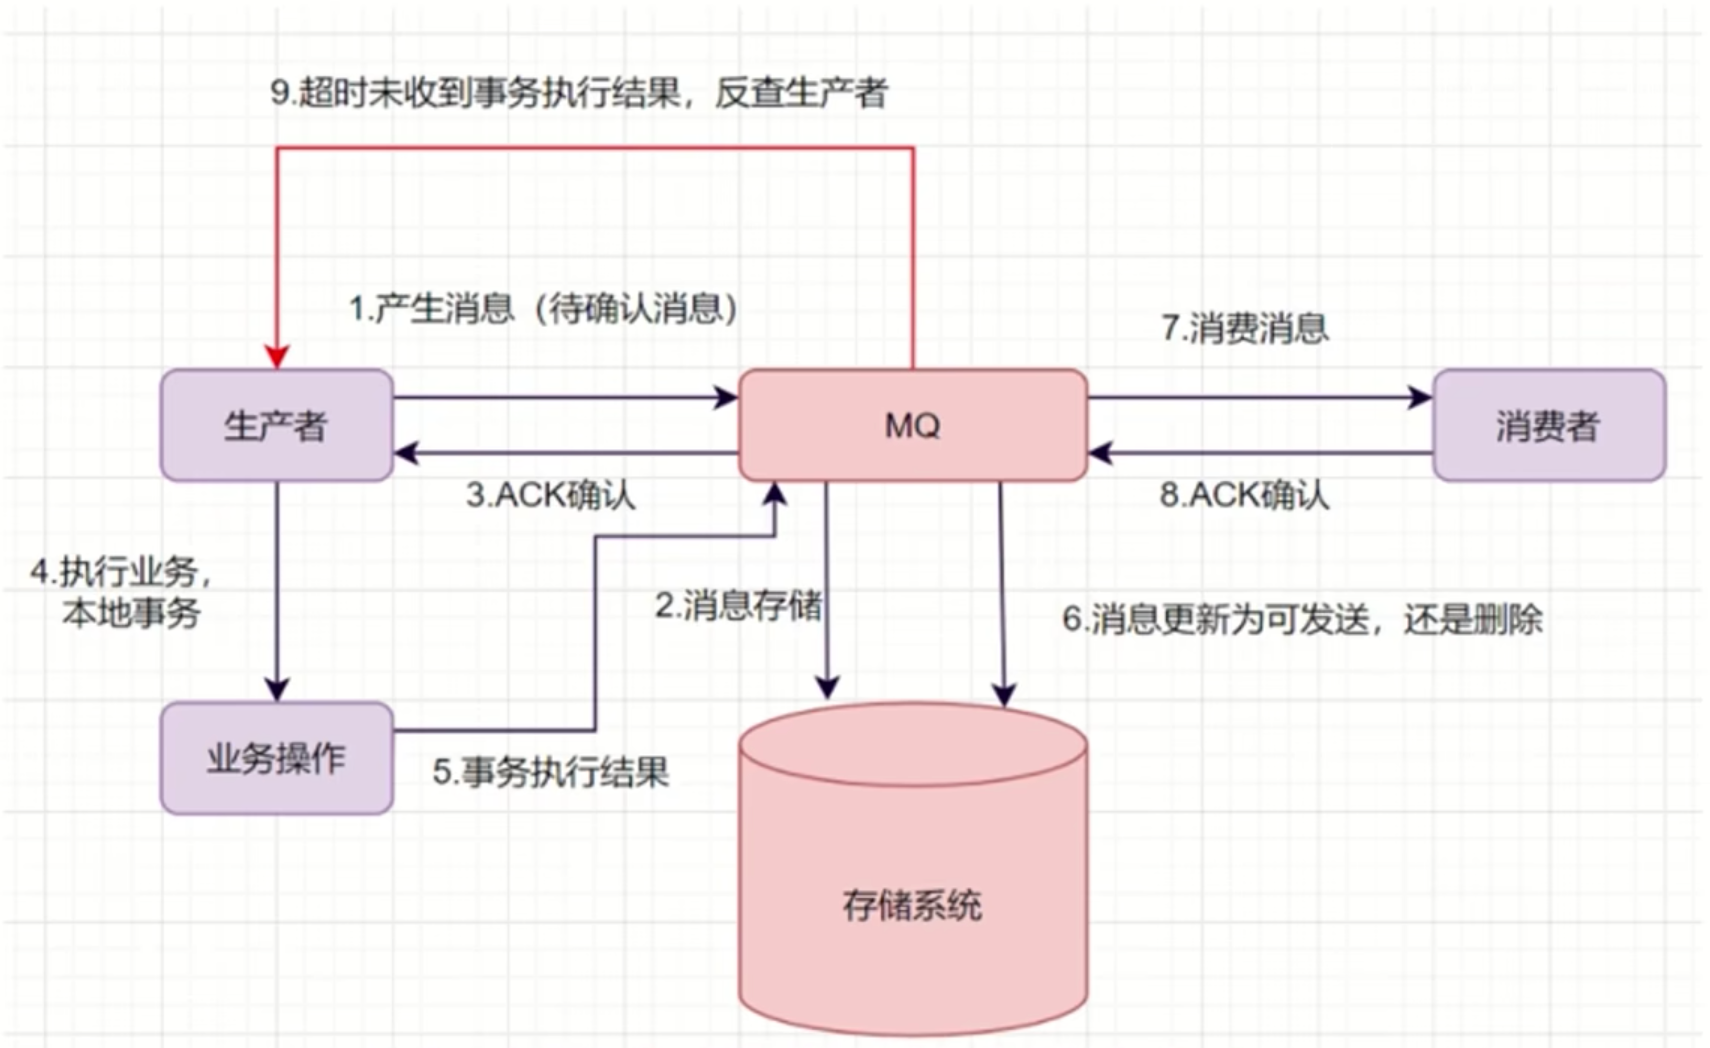 9.超时未收到事务执行结果，反查生产者
1.产生消息（待确认消息）
7.消费消息
生产者
MQ
消费者
3.ACK确认
8.ACK确认
4.执行业务，
本地事务
2.消息存储
6.消息更新为可发送，还是删除
业务操作
5.事务执行结果
存储系统